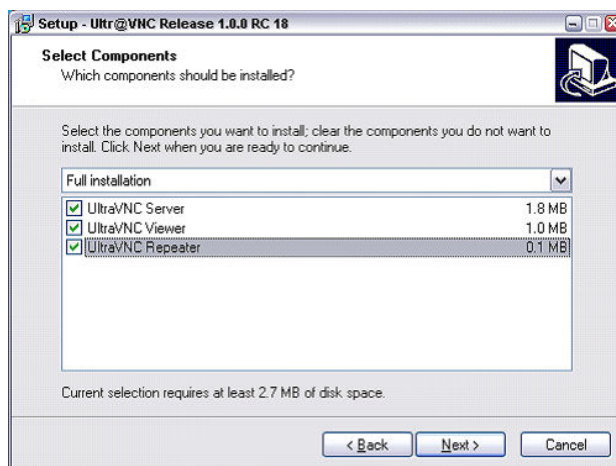 Setup - Ultr@VNC Release 1.0.0 RC 18
Select Components
Which components should be installed?
Select the components you want to install; clear the components you do not want to
install. Click Next when you are ready to continue.
Full installation
UltraVNC Server 1.8 MB
UltraVNC Viewer 1.0 MB
UltraVNC Repeater 0.1 MB
Current selection requires at least 2.7 MB of disk space.
< Back Next > Cancel